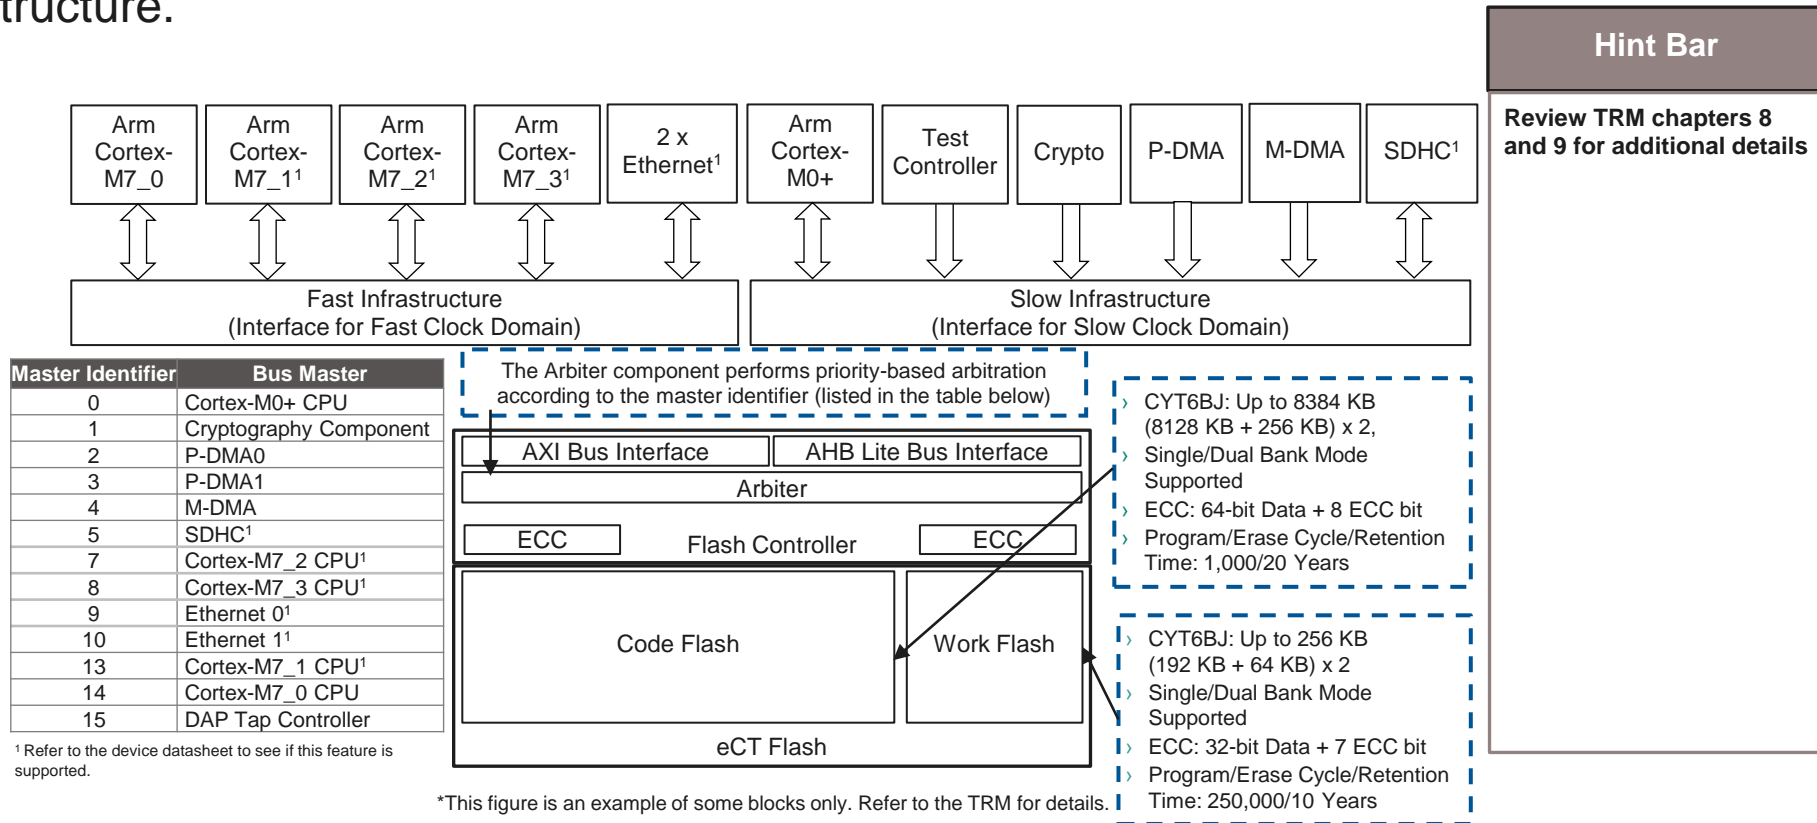 tructure.
Hint Bar
Review TRM chapters 8
and 9 for additional details
Arm
Cortex-
M7_0
Arm
Cortex-
M7_1¹
Arm
Cortex-
M7_2¹
Arm
Cortex-
M7_3¹
2 x
Ethernet¹
Arm
Cortex-
M0+
Test
Controller
Crypto
P-DMA
M-DMA
SDHC¹
Fast Infrastructure
(Interface for Fast Clock Domain)
Slow Infrastructure
(Interface for Slow Clock Domain)
Master Identifier Bus Master
0 Cortex-M0+ CPU
1 Cryptography Component
2 P-DMA0
3 P-DMA1
4 M-DMA
5 SDHC¹
7 Cortex-M7_2 CPU¹
8 Cortex-M7_3 CPU¹
9 Ethernet 0¹
10 Ethernet 1¹
13 Cortex-M7_1 CPU¹
14 Cortex-M7_0 CPU
15 DAP Tap Controller
¹ Refer to the device datasheet to see if this feature is
supported.
The Arbiter component performs priority-based arbitration
according to the master identifier (listed in the table below)
AXI Bus Interface
AHB Lite Bus Interface
Arbiter
ECC
Flash Controller
ECC
Code Flash
Work Flash
eCT Flash
› CYT6BJ: Up to 8384 KB
(8128 KB + 256 KB) x 2,
› Single/Dual Bank Mode
Supported
› ECC: 64-bit Data + 8 ECC bit
› Program/Erase Cycle/Retention
Time: 1,000/20 Years
› CYT6BJ: Up to 256 KB
(192 KB + 64 KB) x 2
› Single/Dual Bank Mode
Supported
› ECC: 32-bit Data + 7 ECC bit
› Program/Erase Cycle/Retention
Time: 250,000/10 Years
*This figure is an example of some blocks only. Refer to the TRM for details.